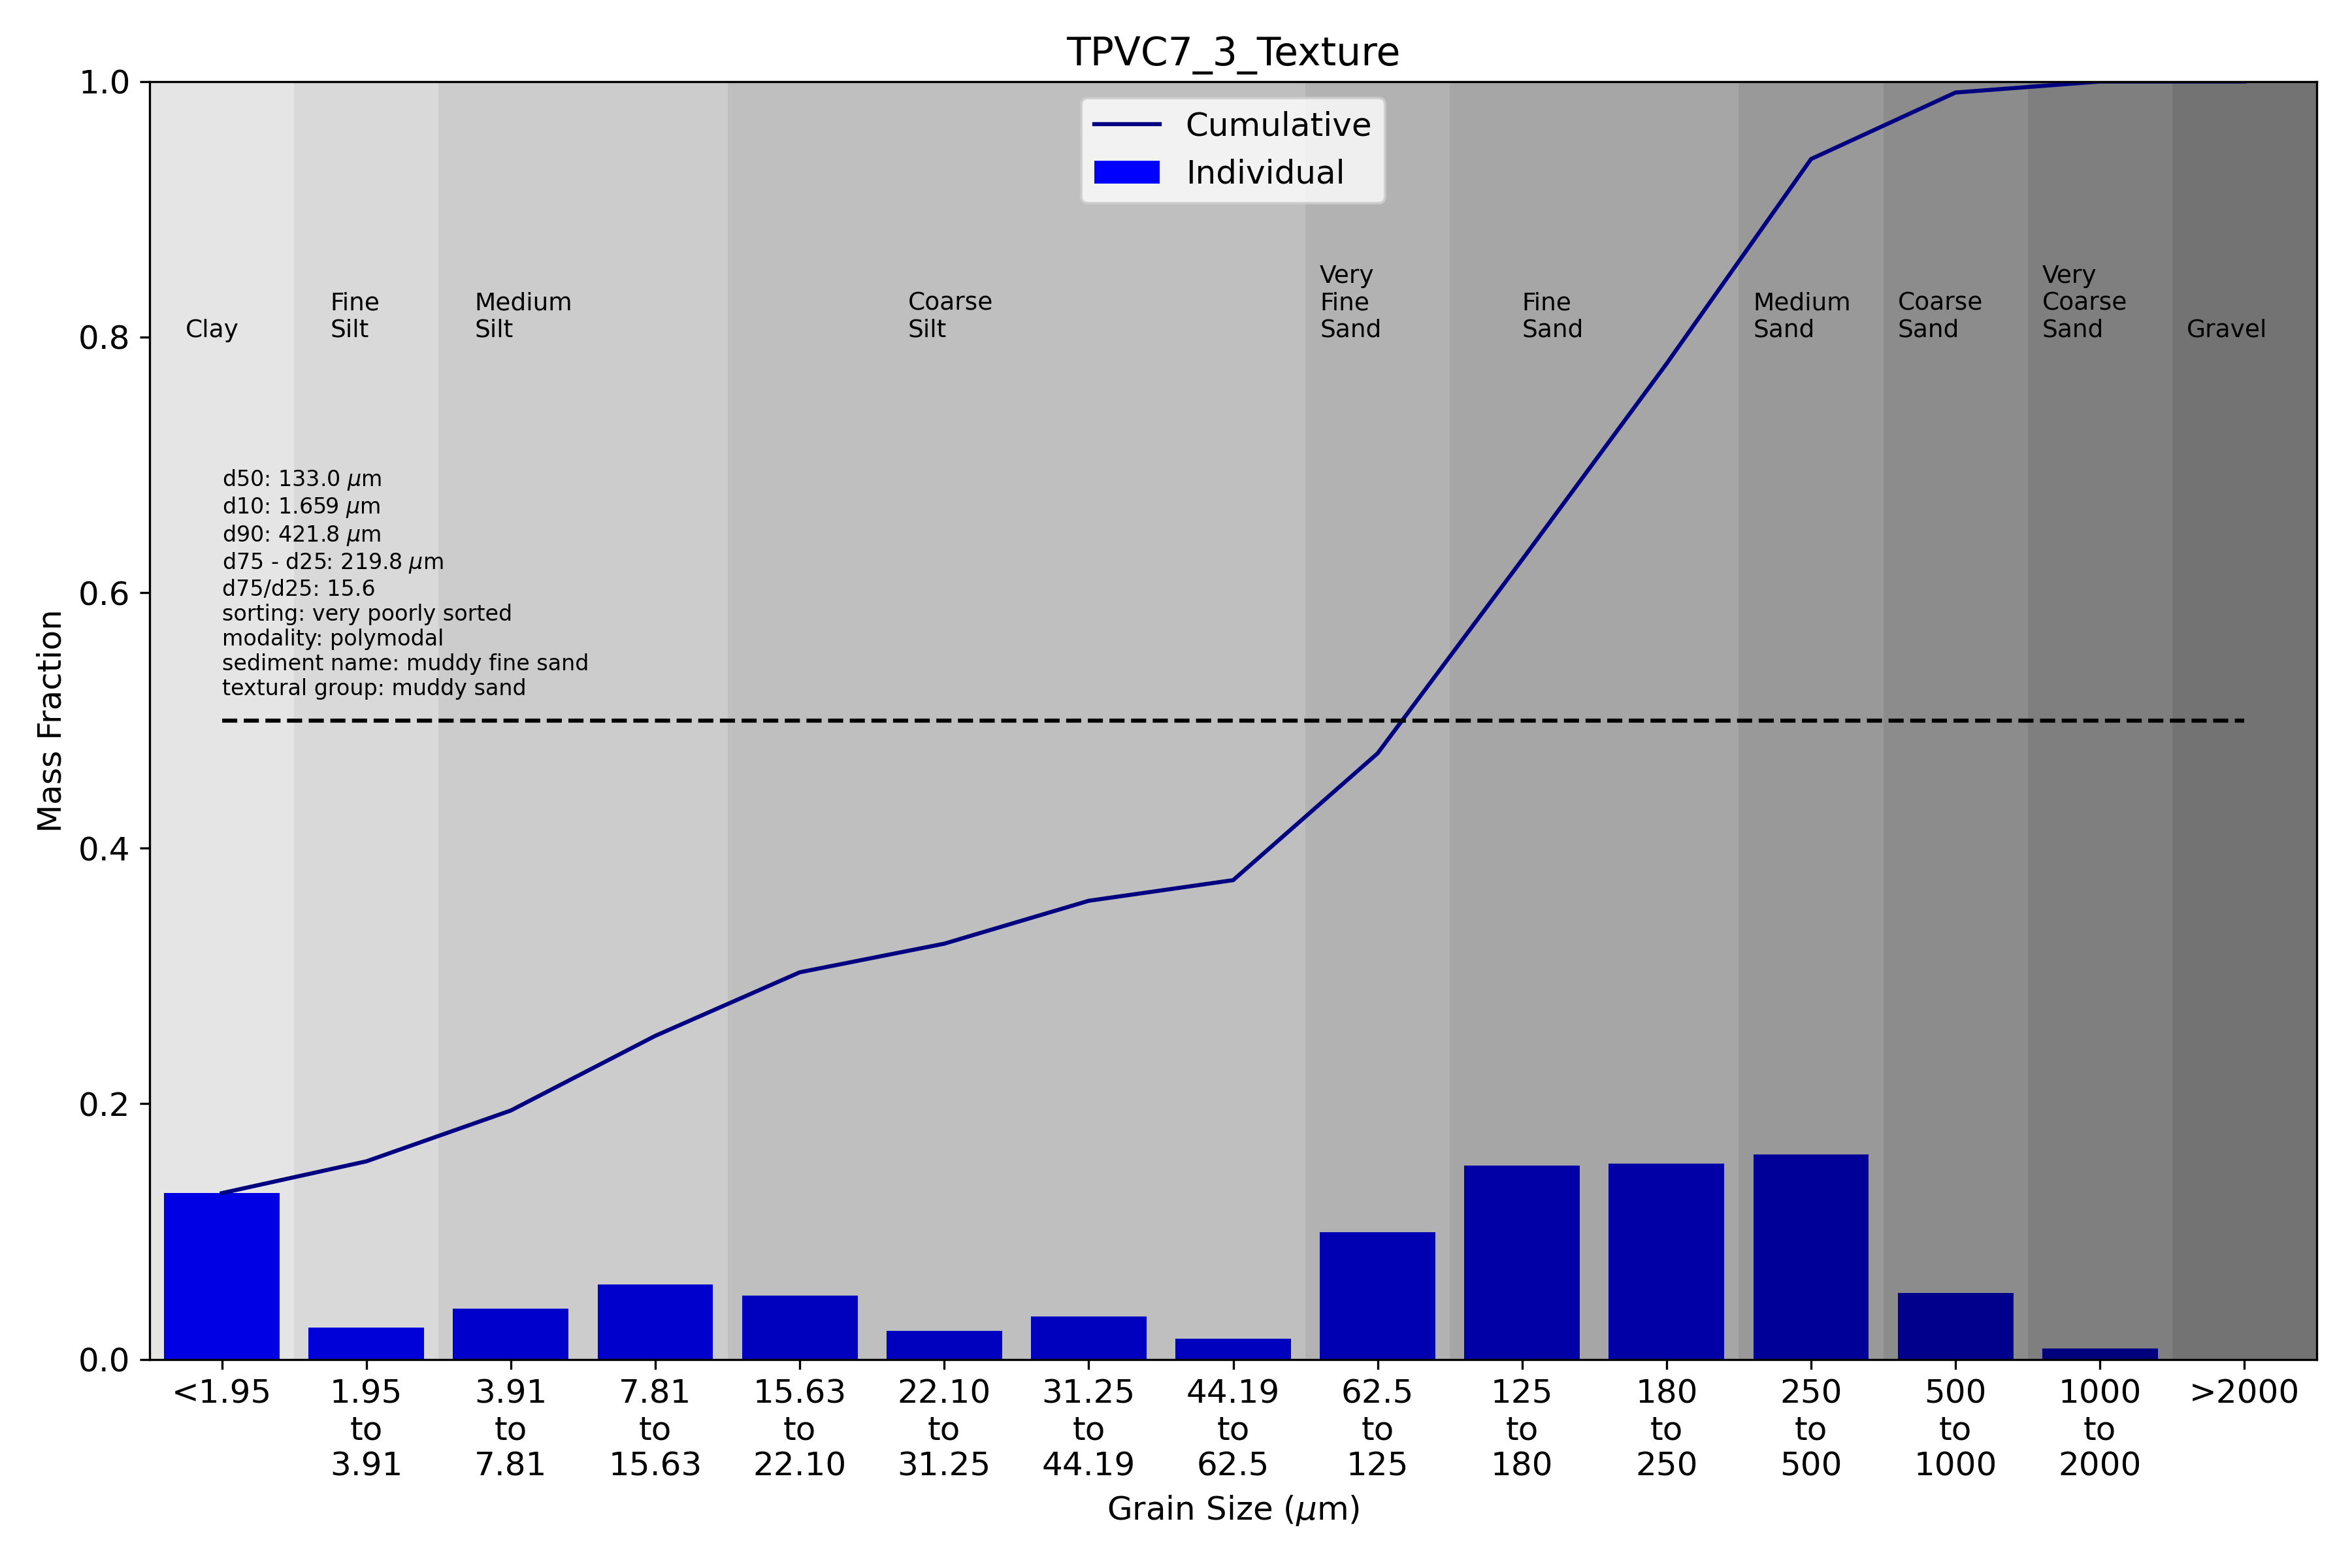 TPVC7_3_Texture
Cumulative
Individual
Mass Fraction
1.0
0.8
0.6
0.4
0.2
0.0
Clay
Fine
Silt
Medium
Silt
Coarse
Silt
Very
Fine
Sand
Fine
Sand
Medium
Sand
Coarse
Sand
Very
Coarse
Sand
Gravel
d50: 133.0 μm
d10: 1.659 μm
d90: 421.8 μm
d75 - d25: 219.8 μm
d75/d25: 15.6
sorting: very poorly sorted
modality: polymodal
sediment name: muddy fine sand
textural group: muddy sand
<1.95
1.95
to
3.91
3.91
to
7.81
7.81
to
15.63
15.63
to
22.10
22.10
to
31.25
31.25
to
44.19
44.19
to
62.5
62.5
to
125
125
to
180
180
to
250
250
to
500
500
to
1000
1000
to
2000
>2000
Grain Size (μm)